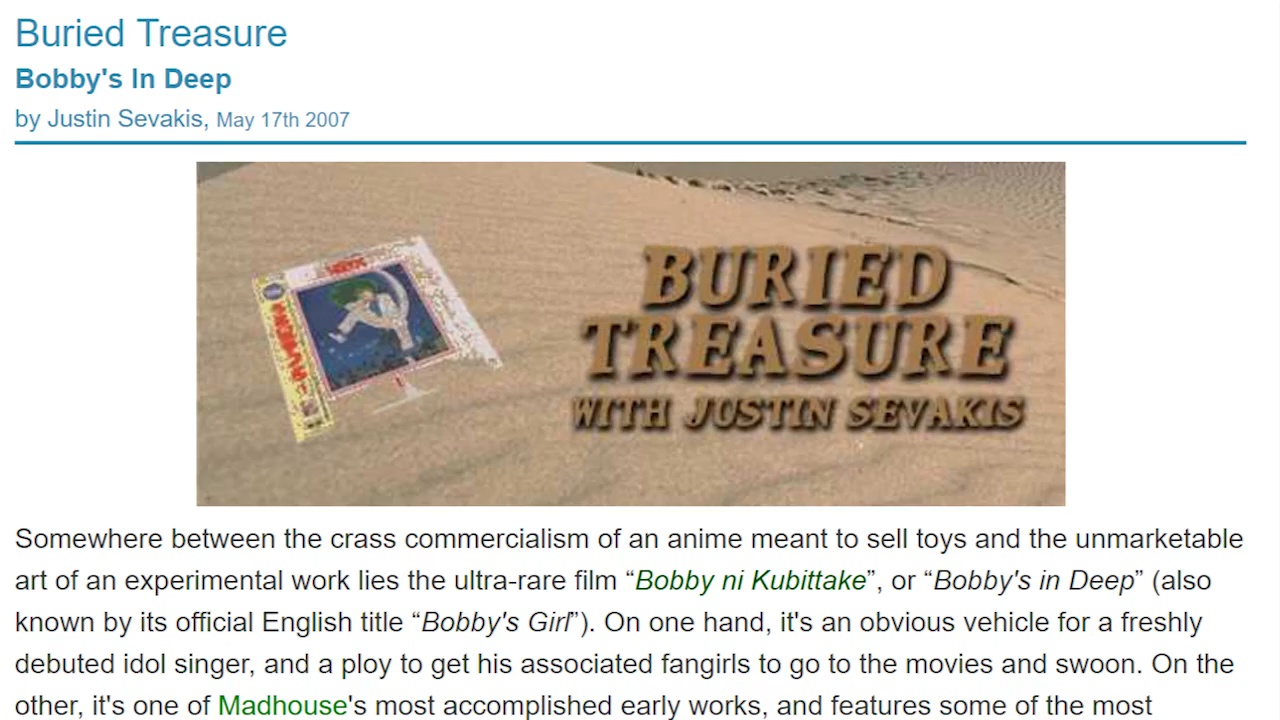 Buried Treasure
Bobby's In Deep
by Justin Sevakis, May 17th 2007
BURIED
TREASURE
WITH JUSTIN SEVAKIS
Somewhere between the crass commercialism of an anime meant to sell toys and the unmarketable
art of an experimental work lies the ultra-rare film “Bobby ni Kubittake”, or “Bobby's in Deep” (also
known by its official English title “Bobby's Girl”). On one hand, it's an obvious vehicle for a freshly
debuted idol singer, and a ploy to get his associated fangirls to go to the movies and swoon. On the
other, it's one of Madhouse's most accomplished early works, and features some of the most